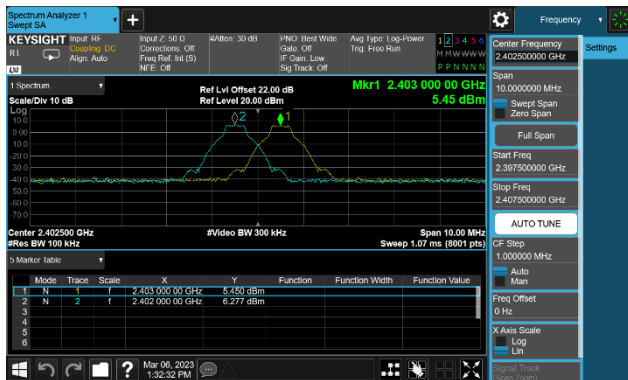 Spectrum Analyzer 1
Swept SA
Frequency
KEYSIGHT Input: RF
Coupling: DC
Align: Auto
Input Z: 50 Ω
Corrections: Off
Freq Ref: Int (S)
NFE: Off
#Atten: 30 dB
PNO: Best Wide
Gate: Off
IF Gain: Low
Sig Track: Off
Avg Type: Log-Power
Trig: Free Run
1 2 3 4 5 6
M M W W W W
P P N N N N
1 Spectrum
Scale/Div 10 dB
Ref Lvl Offset 22.00 dB
Ref Level 20.00 dBm
Mkr1 2.403 000 00 GHz
5.45 dBm
Log
10.0
0.00
-10.0
-20.0
-30.0
-40.0
-50.0
-60.0
-70.0
2
1
Center 2.402500 GHz
#Res BW 100 kHz
#Video BW 300 kHz
Span 10.00 MHz
Sweep 1.07 ms (8001 pts)
5 Marker Table
Mode Trace Scale X Y Function Function Width Function Value
1 N 1 f 2.403 000 00 GHz 5.450 dBm
2 N 2 f 2.402 000 00 GHz 6.277 dBm
3
4
5
6
Mar 06, 2023
1:32:32 PM
Center Frequency
2.402500000 GHz
Settings
Span
10.0000000 MHz
Swept Span
Zero Span
Full Span
Start Freq
2.397500000 GHz
Stop Freq
2.407500000 GHz
AUTO TUNE
CF Step
1.000000 MHz
Auto
Man
Freq Offset
0 Hz
X Axis Scale
Log
Lin
Signal Track
(Span Zoom)